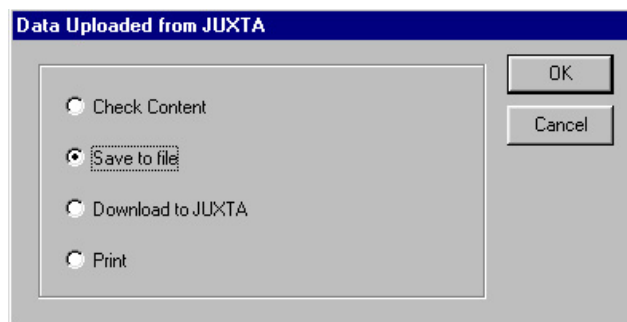 Data Uploaded from JUXTA
OK
Check Content
Cancel
Save to file
Download to JUXTA
Print